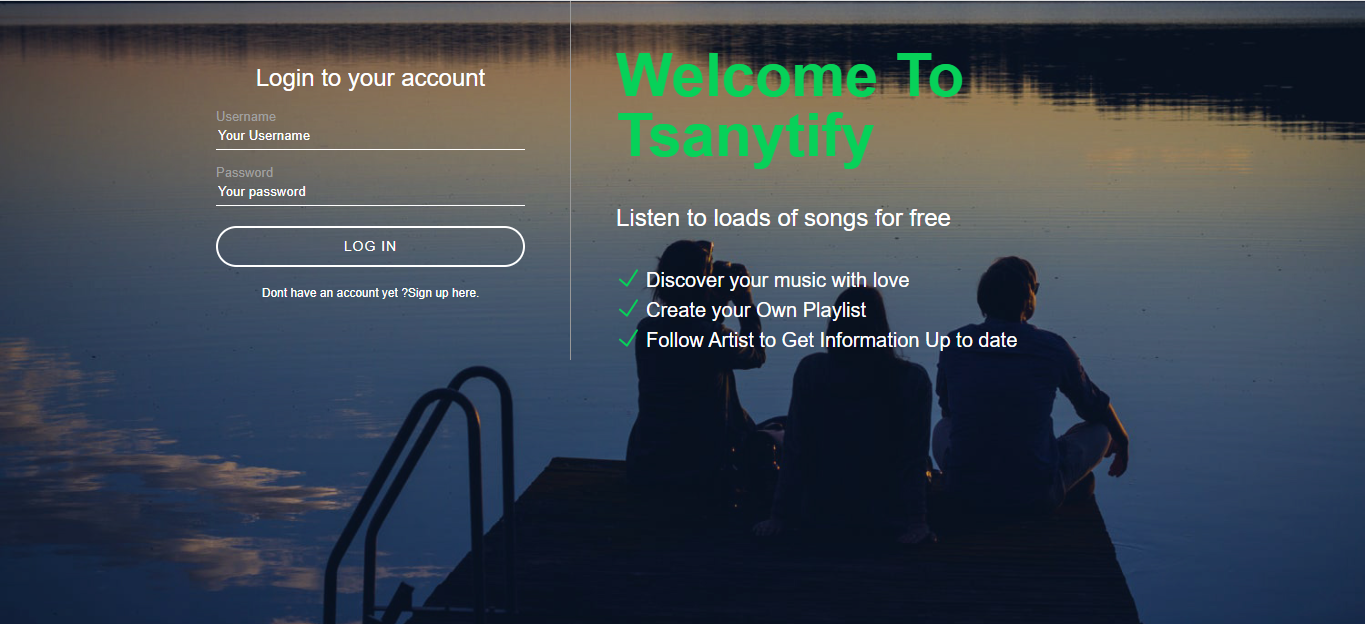 Login to your account
Username
Your Username
Password
Your password
LOG IN
Dont have an account yet ?Sign up here.
Welcome To
Tsanytify
Listen to loads of songs for free
Discover your music with love
Create your Own Playlist
Follow Artist to Get Information Up to date